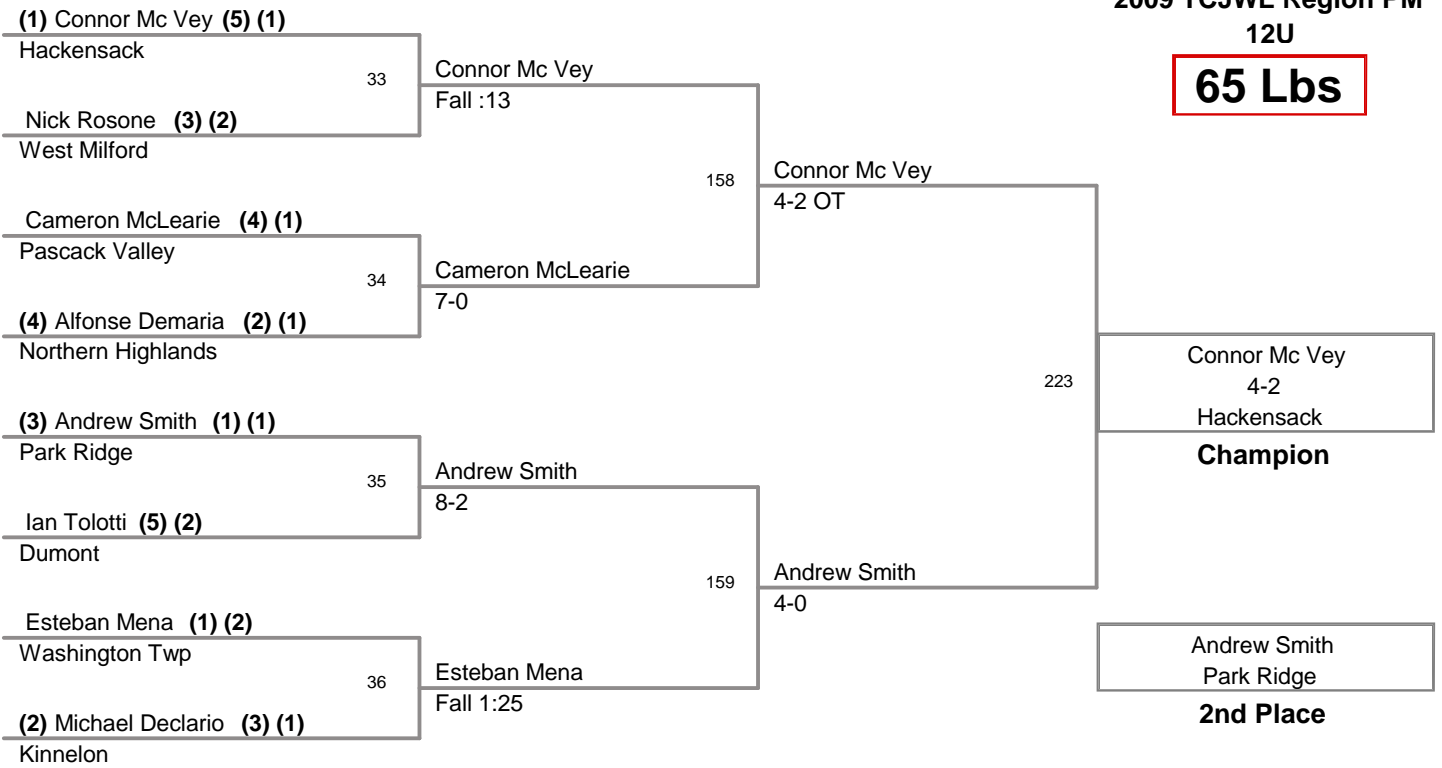 2009 TCJWL Region PM
12U
65 Lbs
(1) Connor Mc Vey (5) (1)
Hackensack
33
Nick Rosone (3) (2)
West Milford
Connor Mc Vey
Fall :13
Cameron McLearie (4) (1)
Pascack Valley
34
(4) Alfonse Demaria (2) (1)
Northern Highlands
Cameron McLearie
7-0
158
Connor Mc Vey
4-2 OT
(3) Andrew Smith (1) (1)
Park Ridge
35
Ian Tolotti (5) (2)
Dumont
Andrew Smith
8-2
Esteban Mena (1) (2)
Washington Twp
36
(2) Michael Declario (3) (1)
Kinnelon
Esteban Mena
Fall 1:25
159
Andrew Smith
4-0
223
Connor Mc Vey
4-2
Hackensack
Champion
Andrew Smith
Park Ridge
2nd Place